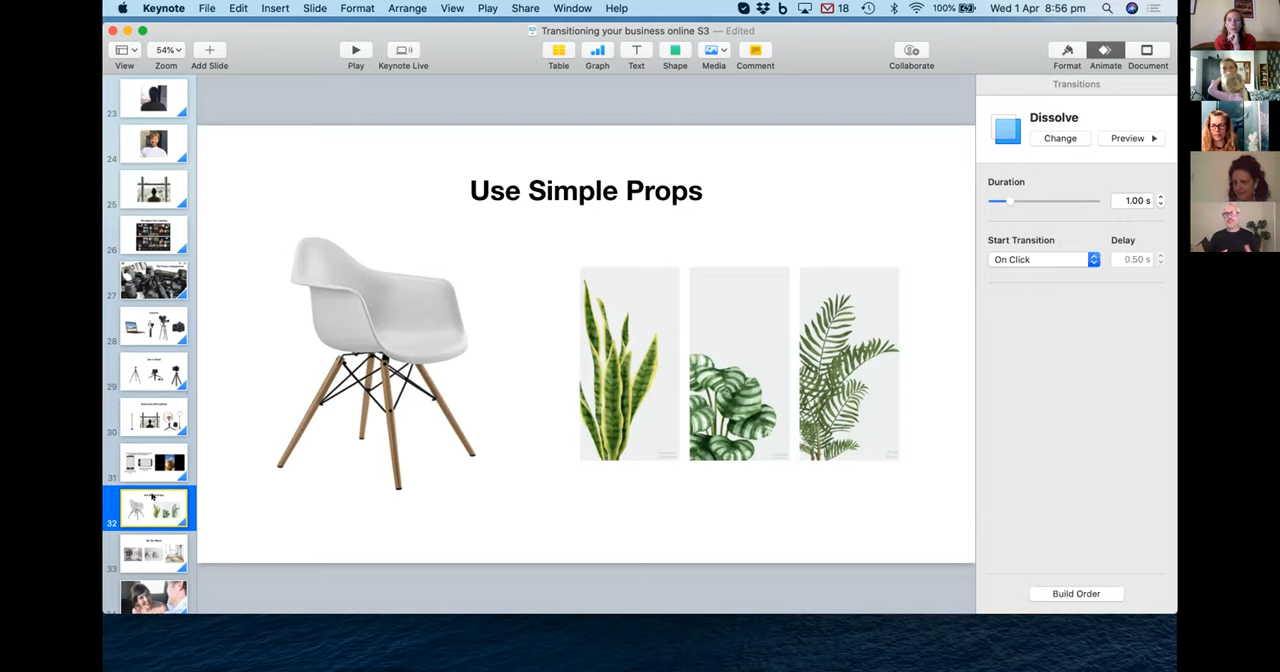 Keynote File Edit Insert Slide Format Arrange View Play Share Window Help 18 100% Wed 1 Apr 8:56 pm
Transitioning your business online S3 — Edited
54%
View Zoom Add Slide Play Keynote Live Table Graph Text Shape Media Comment Collaborate Format Animate Document
Transitions
Dissolve
Change Preview
Duration
1.00 s
Start Transition Delay
On Click 0.50 s
Build Order
Use Simple Props
23
24
25
26
27
28
29
30
31
32
33